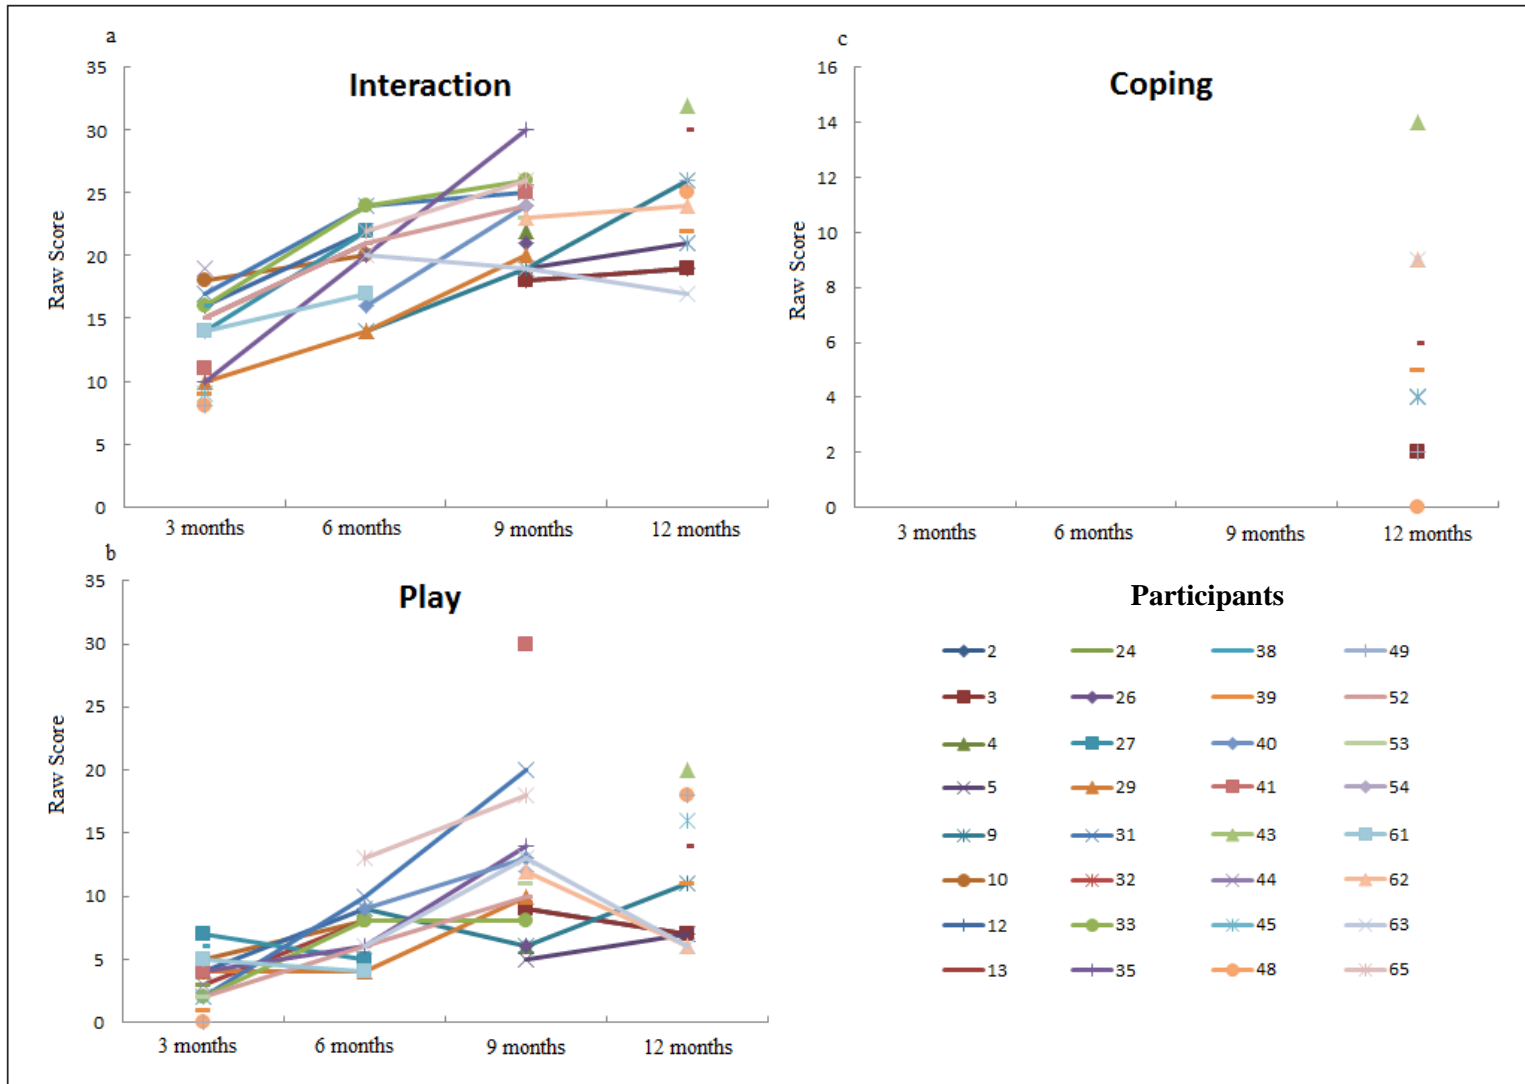 a
Interaction
Raw Score
35
30
25
20
15
10
5
0
3 months
6 months
9 months
12 months
c
Coping
Raw Score
16
14
12
10
8
6
4
2
0
3 months
6 months
9 months
12 months
b
Play
Raw Score
35
30
25
20
15
10
5
0
3 months
6 months
9 months
12 months
Participants
2 24 38 49
3 26 39 52
4 27 40 53
5 29 41 54
9 31 43 61
10 32 44 62
12 33 45 63
13 35 48 65